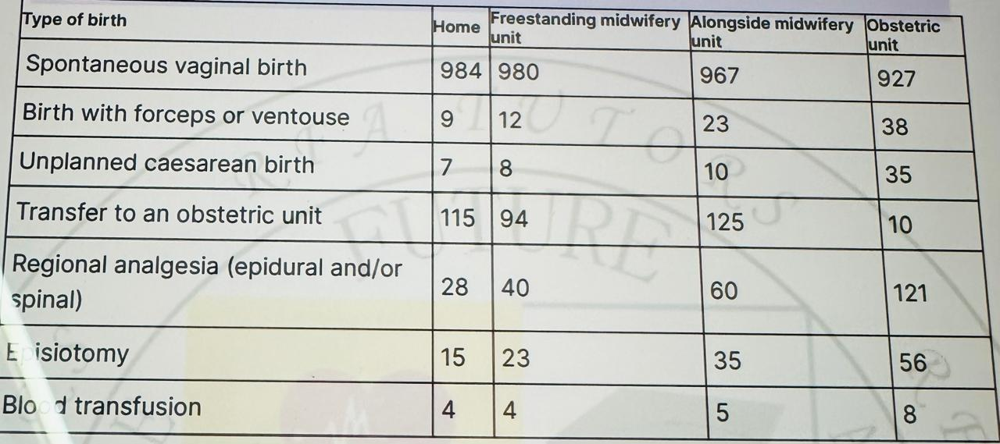 Type of birth Home Freestanding midwifery unit Alongside midwifery unit Obstetric unit
Spontaneous vaginal birth 984 980 967 927
Birth with forceps or ventouse 9 12 23 38
Unplanned caesarean birth 7 8 10 35
Transfer to an obstetric unit 115 94 125 10
Regional analgesia (epidural and/or spinal) 28 40 60 121
Episiotomy 15 23 35 56
Blood transfusion 4 4 5 8
TUTORS
FUTURE